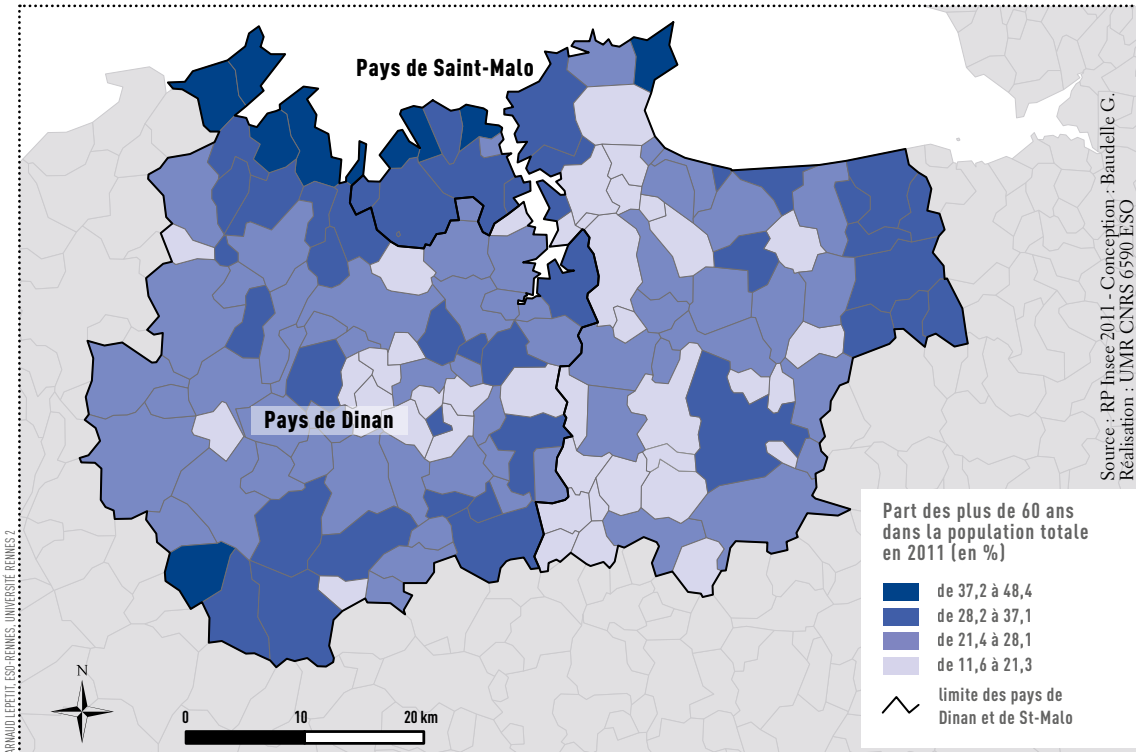 Pays de Saint-Malo
Pays de Dinan
Part des plus de 60 ans
dans la population totale
en 2011 (en %)
de 37,2 à 48,4
de 28,2 à 37,1
de 21,4 à 28,1
de 11,6 à 21,3
limite des pays de
Dinan et de St-Malo
N
0 10 20 km
Source : RP Insee 2011 - Conception : Baudelle G.
Réalisation : UMR CNRS 6590 ESO
ARNAUD LEPETIT, ESO-RENNES, UNIVERSITÉ RENNES 2